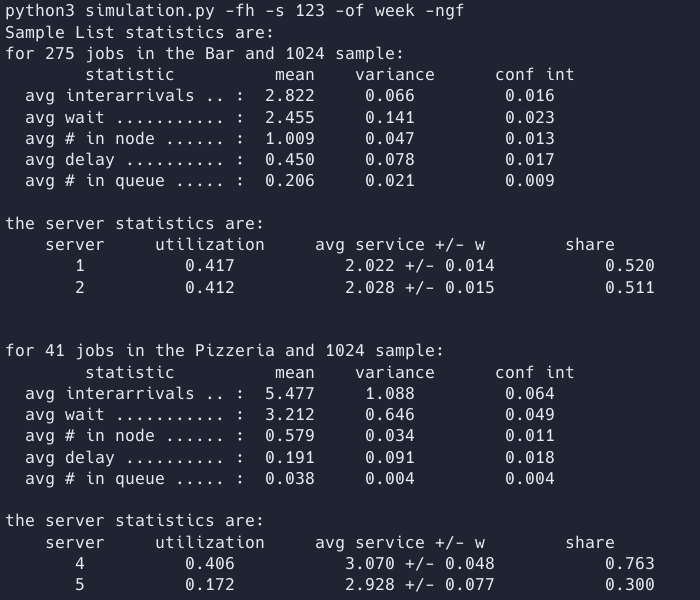 python3 simulation.py -fh -s 123 -of week -ngf
Sample List statistics are:
for 275 jobs in the Bar and 1024 sample:
statistic mean variance conf int
avg interarrivals .. : 2.822 0.066 0.016
avg wait ........... : 2.455 0.141 0.023
avg # in node ...... : 1.009 0.047 0.013
avg delay .......... : 0.450 0.078 0.017
avg # in queue ..... : 0.206 0.021 0.009
the server statistics are:
server utilization avg service +/- w share
1 0.417 2.022 +/- 0.014 0.520
2 0.412 2.028 +/- 0.015 0.511
for 41 jobs in the Pizzeria and 1024 sample:
statistic mean variance conf int
avg interarrivals .. : 5.477 1.088 0.064
avg wait ........... : 3.212 0.646 0.049
avg # in node ...... : 0.579 0.034 0.011
avg delay .......... : 0.191 0.091 0.018
avg # in queue ..... : 0.038 0.004 0.004
the server statistics are:
server utilization avg service +/- w share
4 0.406 3.070 +/- 0.048 0.763
5 0.172 2.928 +/- 0.077 0.300